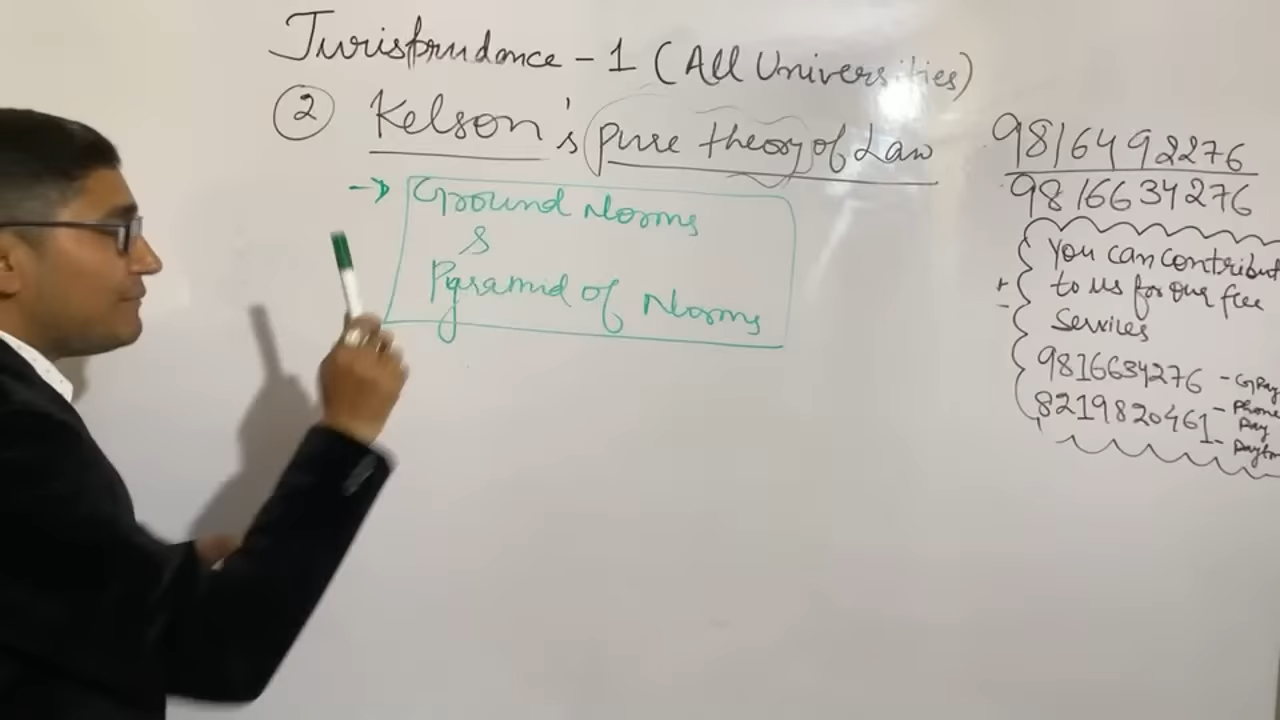 Jurisprudence - 1 (All Universities)
2 Kelson's pure theory of Law
→ Ground Norms
&
Pyramid of Norms
9816492276
9816634276
You can contribut
to us for our free
Services
9816634276 - GPay
8219820461 - Phone
Pay
- Paytm